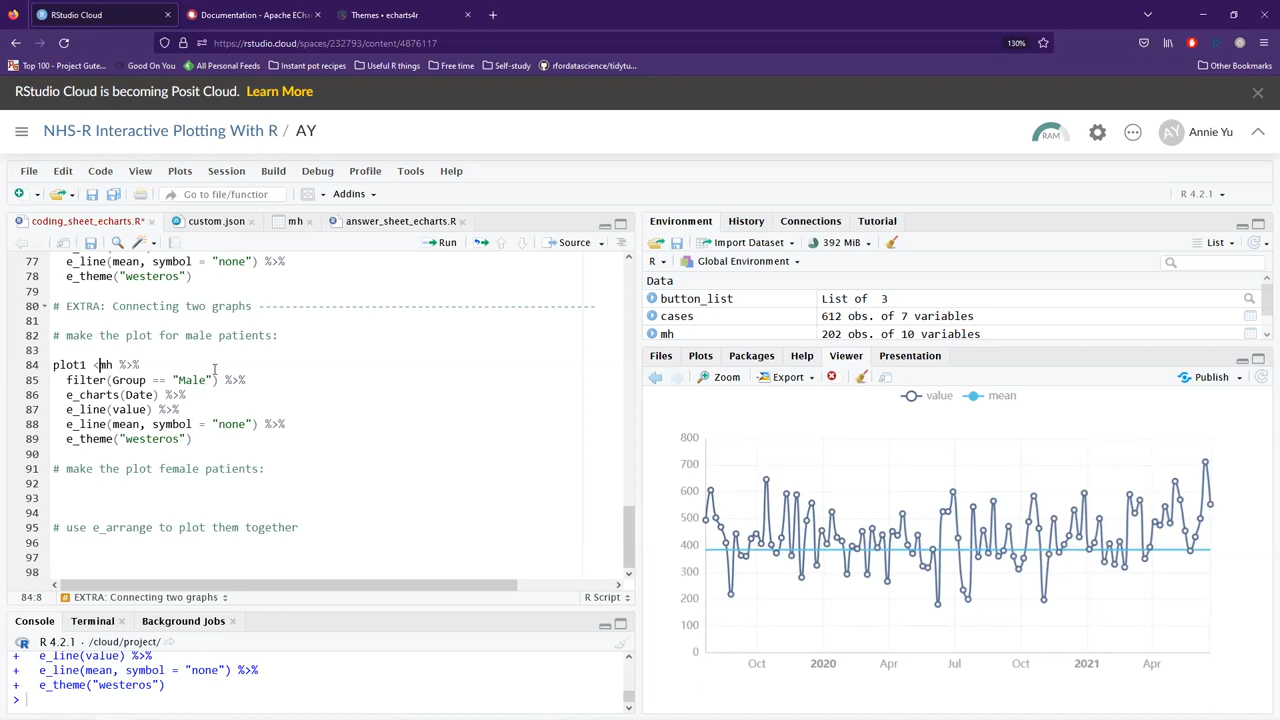 RStudio Cloud
Documentation - Apache ECha
Themes • echarts4r
https://rstudio.cloud/spaces/232793/content/4876117
130%
Top 100 - Project Gute...
Good On You
All Personal Feeds
Instant pot recipes
Useful R things
Free time
Self-study
rfordatascience/tidytu...
Other Bookmarks
RStudio Cloud is becoming Posit Cloud. Learn More
NHS-R Interactive Plotting With R / AY
RAM
AY
Annie Yu
File Edit Code View Plots Session Build Debug Profile Tools Help
Go to file/functior
Addins
R 4.2.1
coding_sheet_echarts.R*
custom.json
mh
answer_sheet_echarts.R
Run
Source
77 e_line(mean, symbol = "none") %>%
78 e_theme("westeros")
79
80 # EXTRA: Connecting two graphs ---------------------------------------------------
81
82 # make the plot for male patients:
83
84 plot1 <mh %>%
85 filter(Group == "Male") %>%
86 e_charts(Date) %>%
87 e_line(value) %>%
88 e_line(mean, symbol = "none") %>%
89 e_theme("westeros")
90
91 # make the plot female patients:
92
93
94
95 # use e_arrange to plot them together
96
97
98
84:8
EXTRA: Connecting two graphs
R Script
Console Terminal Background Jobs
R 4.2.1 · /cloud/project/
+ e_line(value) %>%
+ e_line(mean, symbol = "none") %>%
+ e_theme("westeros")
>
Environment History Connections Tutorial
Import Dataset
392 MiB
List
R
Global Environment
Data
button_list List of 3
cases 612 obs. of 7 variables
mh 202 obs. of 10 variables
Files Plots Packages Help Viewer Presentation
Zoom
Export
Publish
value mean
800
700
600
500
400
300
200
100
0
Oct 2020 Apr Jul Oct 2021 Apr